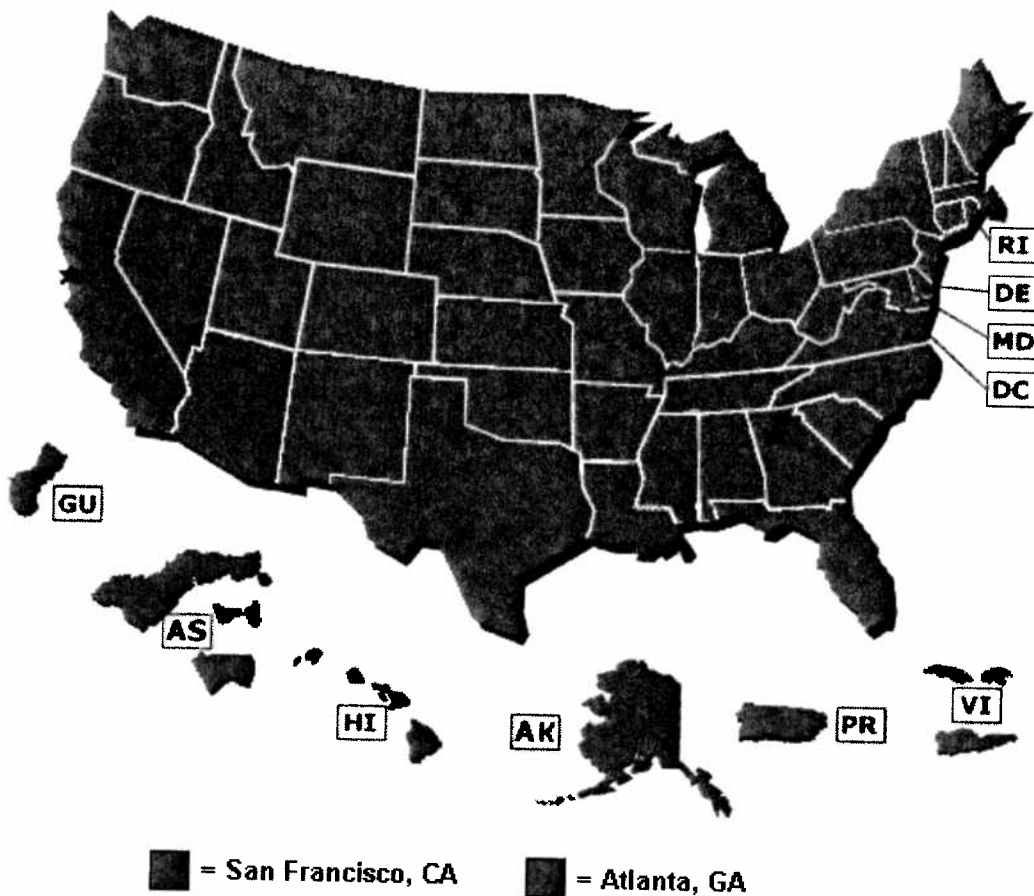 RI
DE
MD
DC
GU
AS
HI
AK
PR
VI
= San Francisco, CA
= Atlanta, GA